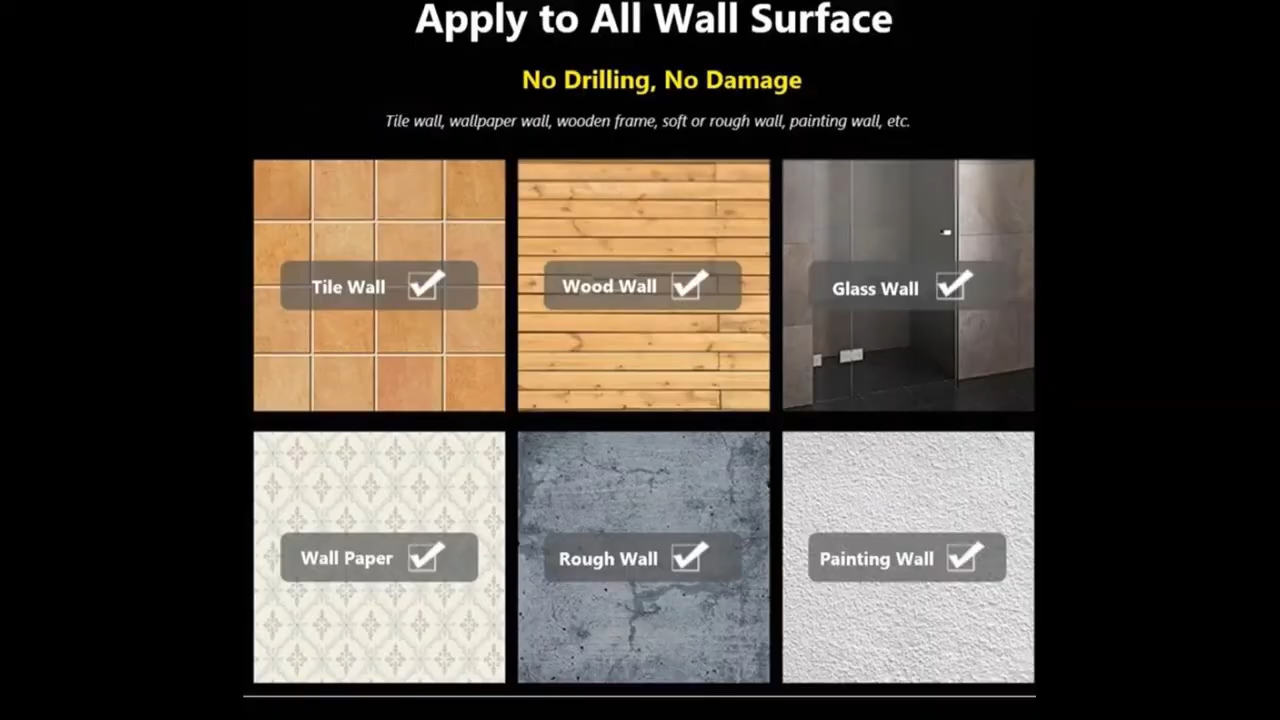 Apply to All Wall Surface
No Drilling, No Damage
Tile wall, wallpaper wall, wooden frame, soft or rough wall, painting wall, etc.
Tile Wall
Wood Wall
Glass Wall
Wall Paper
Rough Wall
Painting Wall